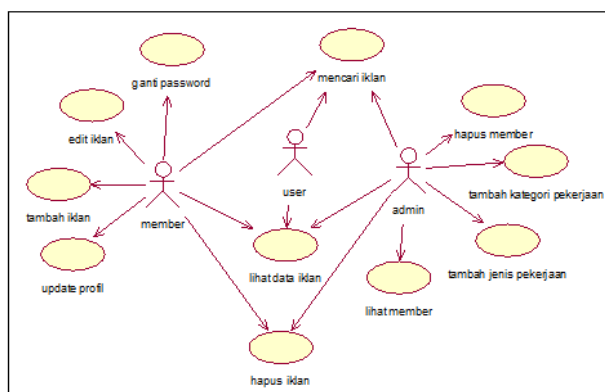 ganti password
mencari iklan
edit iklan
hapus member
user
tambah kategori pekerjaan
tambah iklan
member
admin
update profil
lihat data iklan
tambah jenis pekerjaan
lihat member
hapus iklan